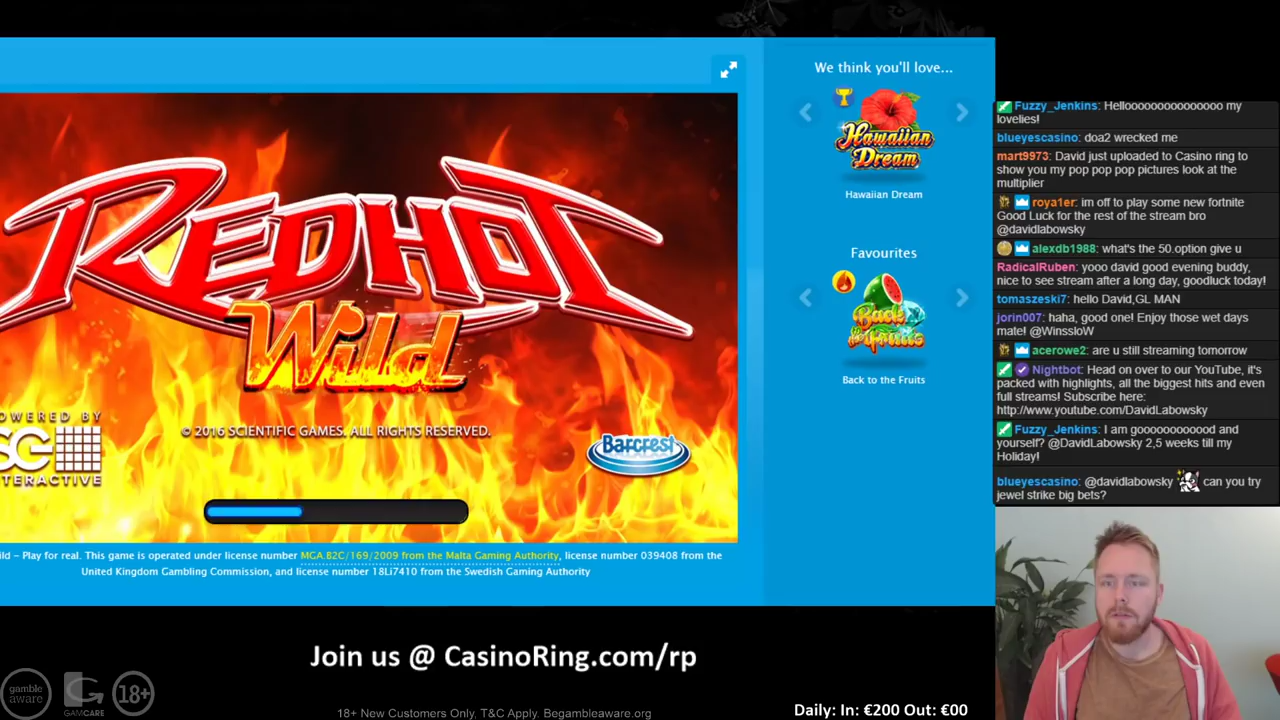 We think you'll love...
Hawaiian
Dream
Hawaiian Dream
Favourites
Back
to the
Fruits
Back to the Fruits
REDHOT
Wild
OWERED BY
SG
TERACTIVE
© 2016 SCIENTIFIC GAMES. ALL RIGHTS RESERVED.
Barcrest
ild – Play for real. This game is operated under license number MGA.B2C/169/2009 from the Malta Gaming Authority, license number 039408 from the
United Kingdom Gambling Commission, and license number 18Li7410 from the Swedish Gaming Authority
Fuzzy_Jenkins: Hellooooooooooooooo my
lovelies!
blueyescasino: doa2 wrecked me
mart9973: David just uploaded to Casino ring to
show you my pop pop pop pictures look at the
multiplier
roya1er: im off to play some new fortnite
Good Luck for the rest of the stream bro
@davidlabowsky
alexdb1988: what's the 50.option give u
RadicalRuben: yooo david good evening buddy,
nice to see stream after a long day, goodluck today!
tomaszeski7: hello David,GL MAN
jorin007: haha, good one! Enjoy those wet days
mate! @WinssloW
acerowe2: are u still streaming tomorrow
Nightbot: Head on over to our YouTube, it's
packed with highlights, all the biggest hits and even
full streams! Subscribe here:
http://www.youtube.com/DavidLabowsky
Fuzzy_Jenkins: I am gooooooooood and
yourself? @DavidLabowsky 2,5 weeks till my
Holiday!
blueyescasino: @davidlabowsky can you try
jewel strike big bets?
Join us @ CasinoRing.com/rp
gamble
aware
GAMCARE
18+
18+ New Customers Only, T&C Apply. Begambleaware.org
Daily: In: €200 Out: €00